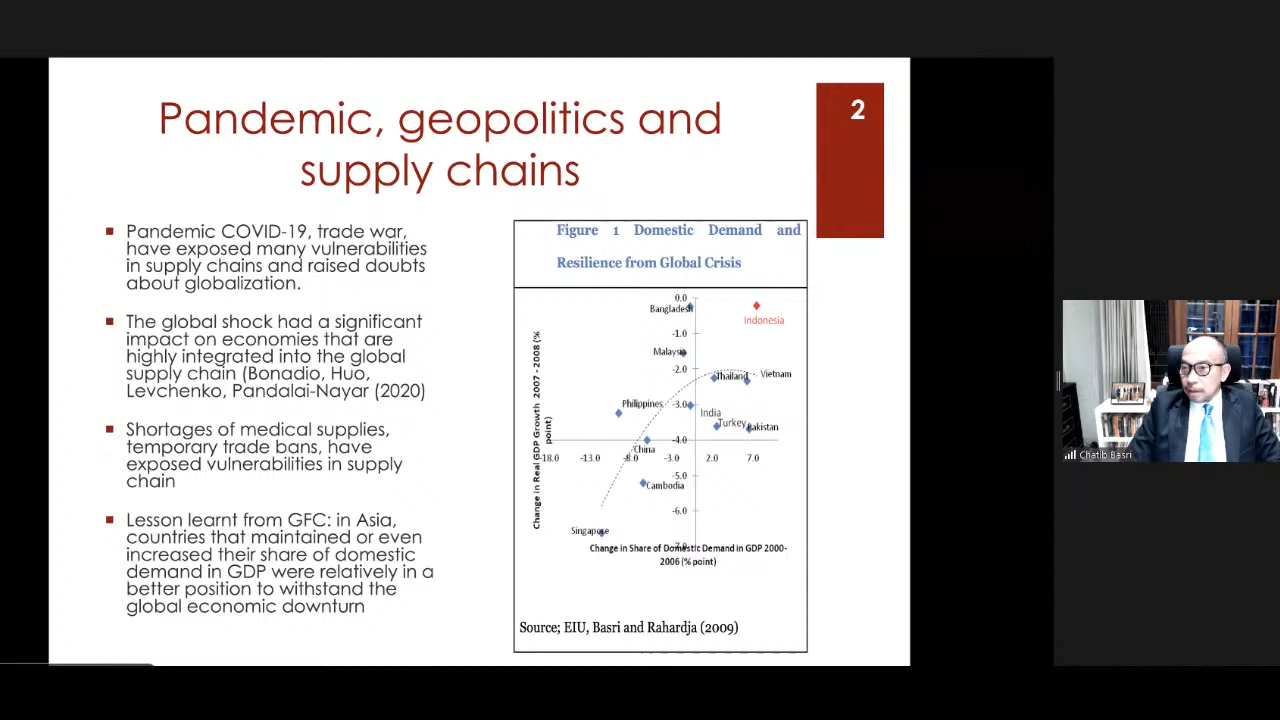 Pandemic, geopolitics and
supply chains
2
Pandemic COVID-19, trade war,
have exposed many vulnerabilities
in supply chains and raised doubts
about globalization.
The global shock had a significant
impact on economies that are
highly integrated into the global
supply chain (Bonadio, Huo,
Levchenko, Pandalai-Nayar (2020)
Shortages of medical supplies,
temporary trade bans, have
exposed vulnerabilities in supply
chain
Lesson learnt from GFC: in Asia,
countries that maintained or even
increased their share of domestic
demand in GDP were relatively in a
better position to withstand the
global economic downturn
Figure 1 Domestic Demand and
Resilience from Global Crisis
Change in Real GDP Growth 2007 - 2008 (%
point)
0.0
Bangladesh
Indonesia
-1.0
Malaysia
-2.0
Thailand
Vietnam
Philippines
-3.0
India
Turkey
Pakistan
-4.0
China
-18.0 -13.0 -8.0 -3.0 2.0 7.0
-5.0
Cambodia
-6.0
Singapore
-7.0
Change in Share of Domestic Demand in GDP 2000-
2006 (% point)
Source; EIU, Basri and Rahardja (2009)
Chatib Basri